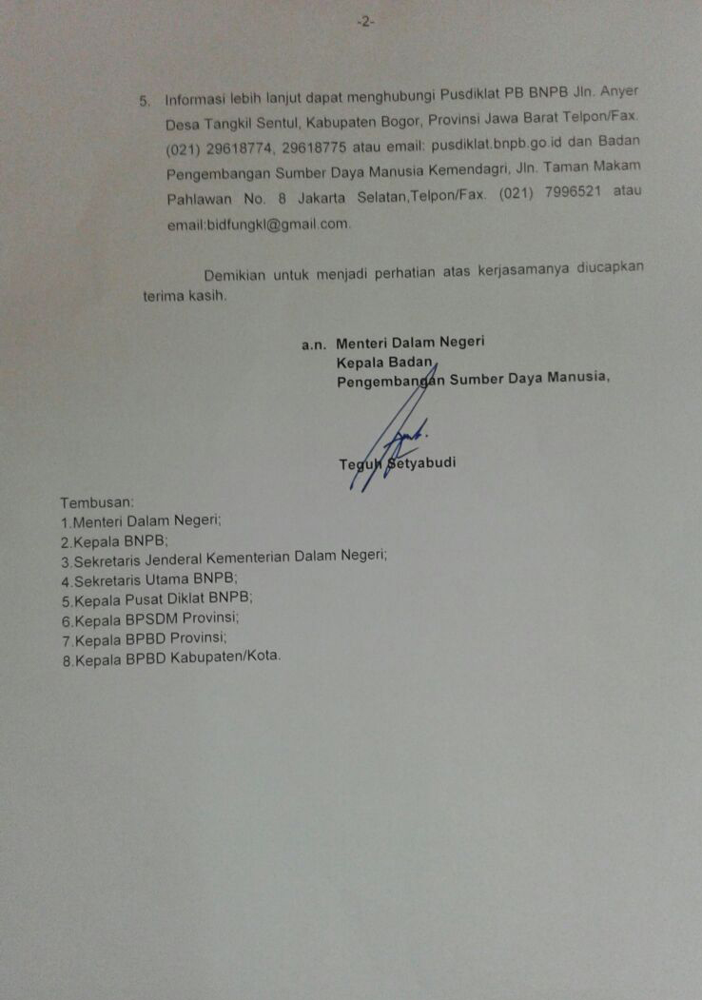 -2-
5. Informasi lebih lanjut dapat menghubungi Pusdiklat PB BNPB Jln. Anyer
Desa Tangkil Sentul, Kabupaten Bogor, Provinsi Jawa Barat Telpon/Fax.
(021) 29618774, 29618775 atau email: pusdiklat.bnpb.go.id dan Badan
Pengembangan Sumber Daya Manusia Kemendagri, Jln. Taman Makam
Pahlawan No. 8 Jakarta Selatan,Telpon/Fax. (021) 7996521 atau
email:bidfungkl@gmail.com.
Demikian untuk menjadi perhatian atas kerjasamanya diucapkan
terima kasih.
a.n. Menteri Dalam Negeri
Kepala Badan
Pengembangan Sumber Daya Manusia,
Teguh Setyabudi
Tembusan:
1.Menteri Dalam Negeri;
2.Kepala BNPB;
3.Sekretaris Jenderal Kementerian Dalam Negeri;
4.Sekretaris Utama BNPB;
5.Kepala Pusat Diklat BNPB;
6.Kepala BPSDM Provinsi;
7.Kepala BPBD Provinsi;
8.Kepala BPBD Kabupaten/Kota.